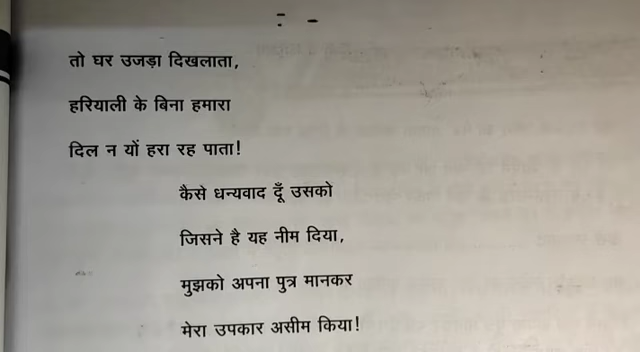 तो घर उजड़ा दिखलाता,
हरियाली के बिना हमारा
दिल न यों हरा रह पाता!
कैसे धन्यवाद दूँ उसको
जिसने है यह नीम दिया,
मुझको अपना पुत्र मानकर
मेरा उपकार असीम किया!